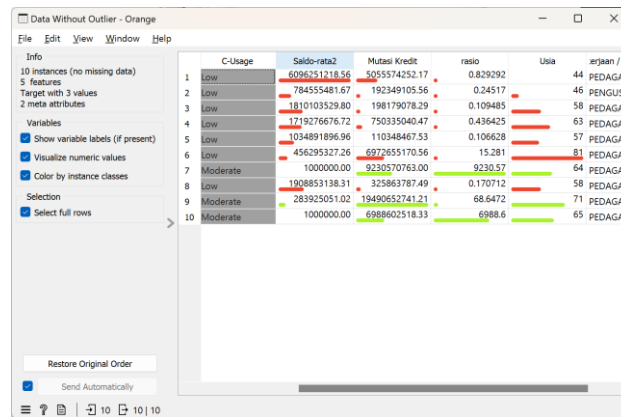 Data Without Outlier - Orange
File Edit View Window Help
Info
10 instances (no missing data)
5 features
Target with 3 values
2 meta attributes
Variables
Show variable labels (if present)
Visualize numeric values
Color by instance classes
Selection
Select full rows
Restore Original Order
Send Automatically
10 10 | 10
C-Usage Saldo-rata2 Mutasi Kredit rasio Usia erjaan /
1 Low 6096251218.56 5055574252.17 0.829292 44 PEDAGA
2 Low 784555481.67 192349105.56 0.24517 46 PENGUS
3 Low 1810103529.80 198179078.29 0.109485 58 PEDAGA
4 Low 1719276676.72 750335040.47 0.436425 63 PEDAGA
5 Low 1034891896.96 110348467.53 0.106628 57 PEDAGA
6 Low 456295327.26 6972655170.56 15.281 81 PEDAGA
7 Moderate 1000000.00 9230570763.00 9230.57 64 PEDAGA
8 Low 1908853138.31 325863787.49 0.170712 58 PEDAGA
9 Moderate 283925051.02 19490652741.21 68.6472 71 PEDAGA
10 Moderate 1000000.00 6988602518.33 6988.6 65 PEDAGA